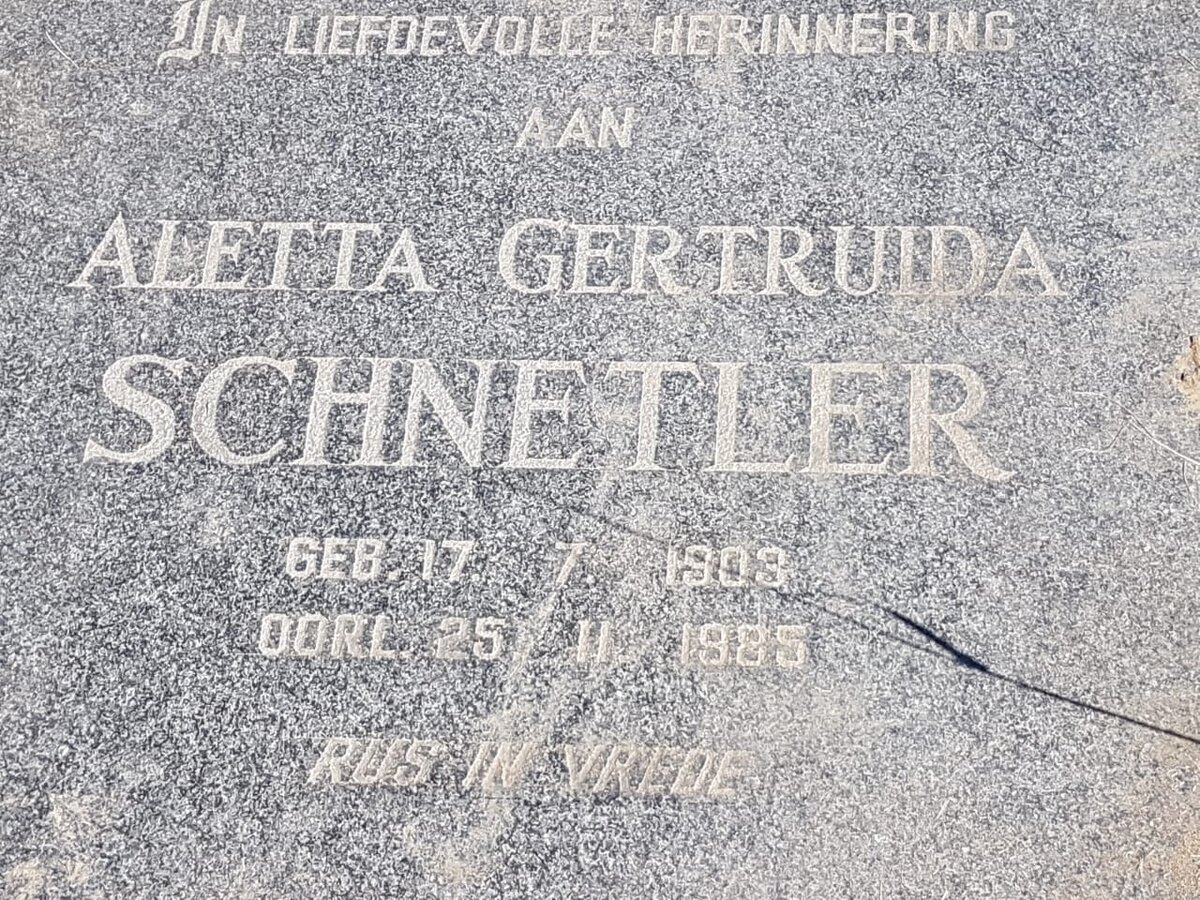 IN LIEFDEVOLLE HERINNERING
AAN
ALETTA GERTRUIDA
SCHNETLER
GEB. 17. 7. 1903
OORL. 25. 11. 1985
RUS IN VREDE